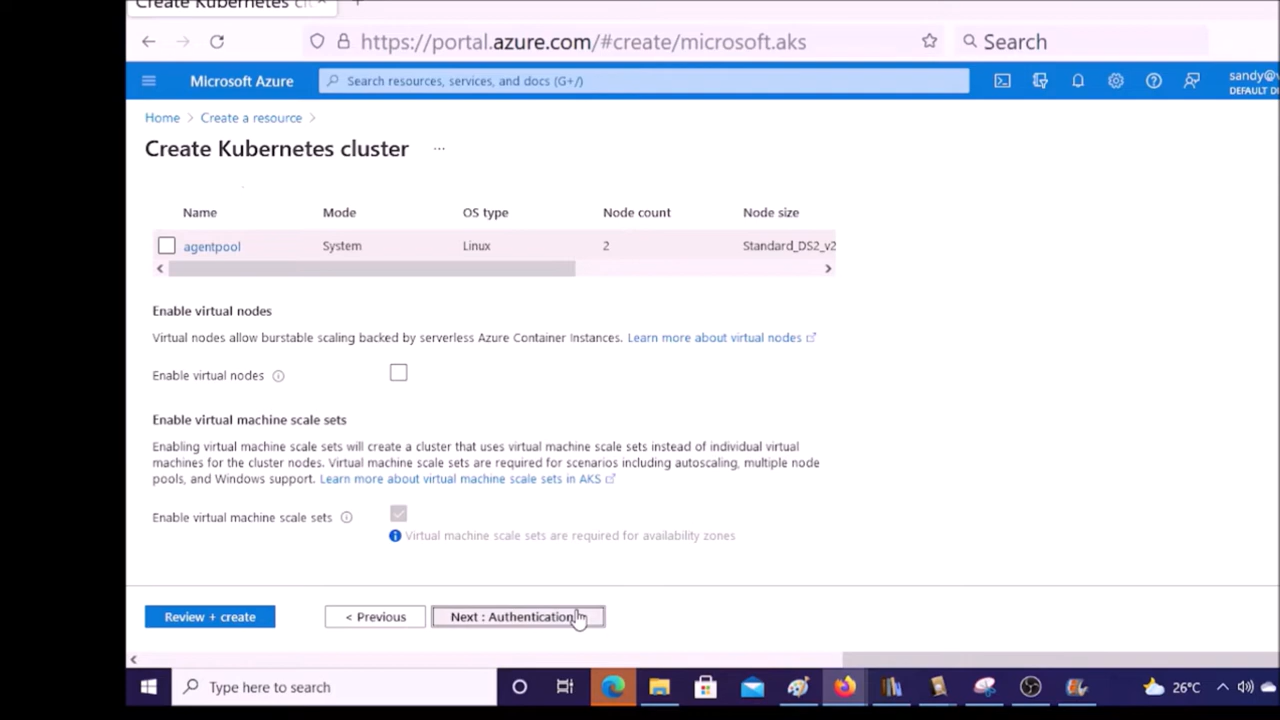 Create Kubernetes
https://portal.azure.com/#create/microsoft.aks
Search
Microsoft Azure
Search resources, services, and docs (G+/)
sandy@
DEFAULT
Home > Create a resource >
Create Kubernetes cluster ...
Name Mode OS type Node count Node size
agentpool System Linux 2 Standard_DS2_v2
Enable virtual nodes
Virtual nodes allow burstable scaling backed by serverless Azure Container Instances. Learn more about virtual nodes
Enable virtual nodes
Enable virtual machine scale sets
Enabling virtual machine scale sets will create a cluster that uses virtual machine scale sets instead of individual virtual
machines for the cluster nodes. Virtual machine scale sets are required for scenarios including autoscaling, multiple node
pools, and Windows support. Learn more about virtual machine scale sets in AKS
Enable virtual machine scale sets
Virtual machine scale sets are required for availability zones
Review + create
< Previous
Next : Authentication
Type here to search
26°C